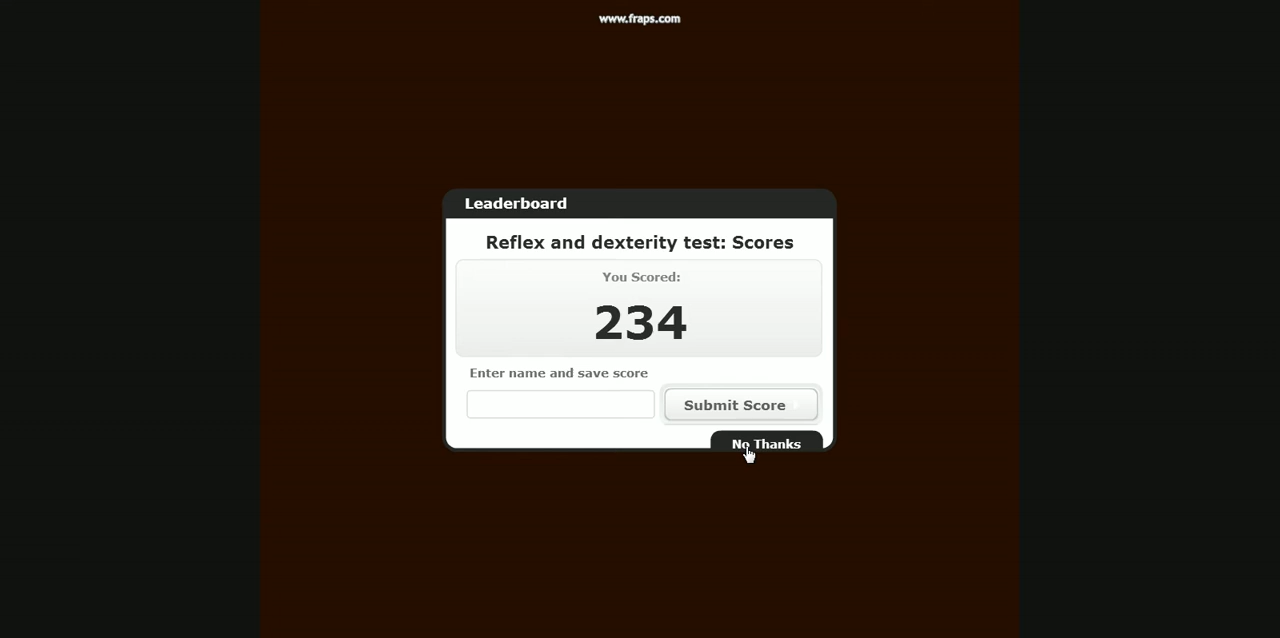 www.fraps.com
Leaderboard
Reflex and dexterity test: Scores
You Scored:
234
Enter name and save score
Submit Score
No Thanks